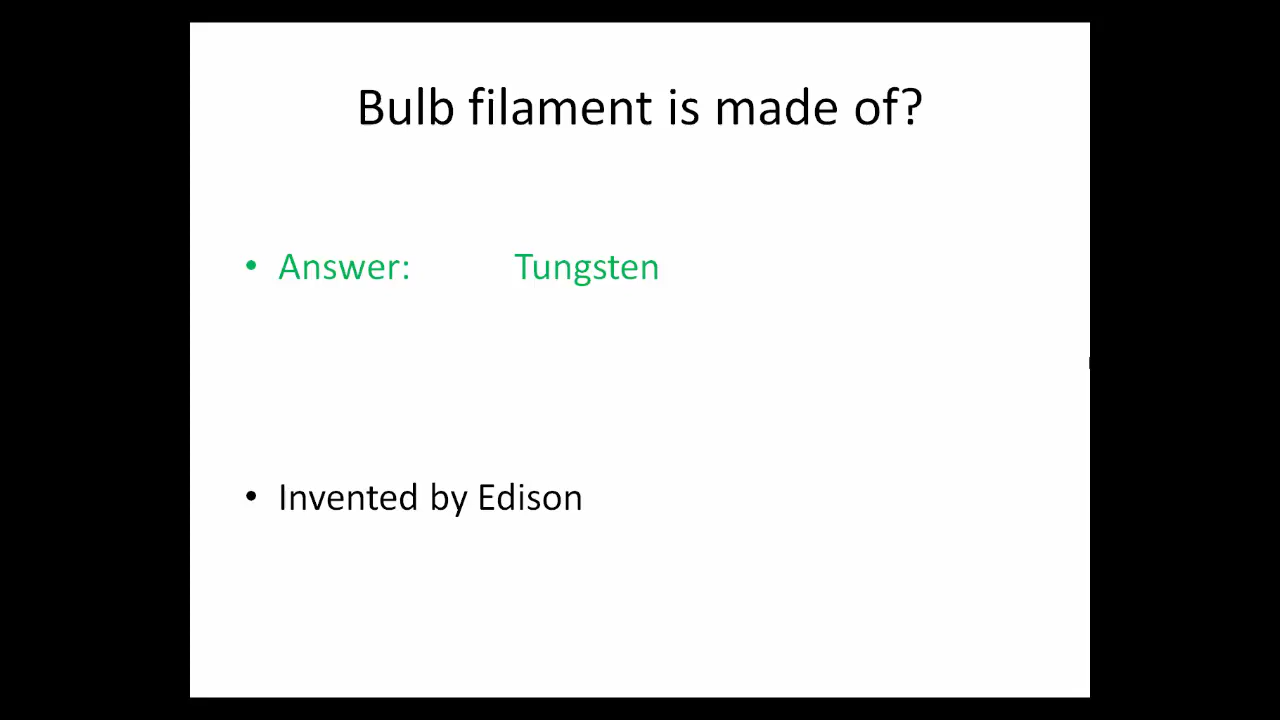 Bulb filament is made of?
• Answer: Tungsten
• Invented by Edison